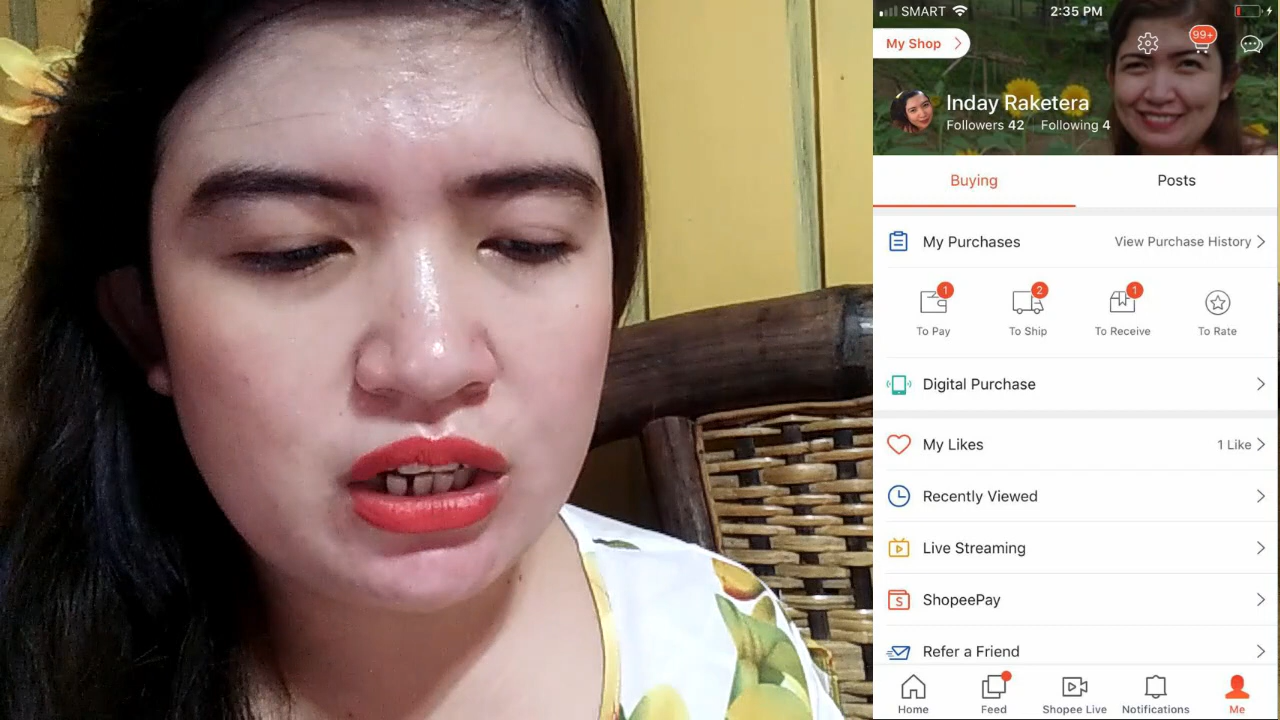 SMART 2:35 PM
My Shop 99+
Inday Raketera
Followers 42 Following 4
Buying Posts
My Purchases View Purchase History
1 2 1
To Pay To Ship To Receive To Rate
Digital Purchase
My Likes 1 Like
Recently Viewed
Live Streaming
S ShopeePay
Refer a Friend
Home Feed Shopee Live Notifications Me